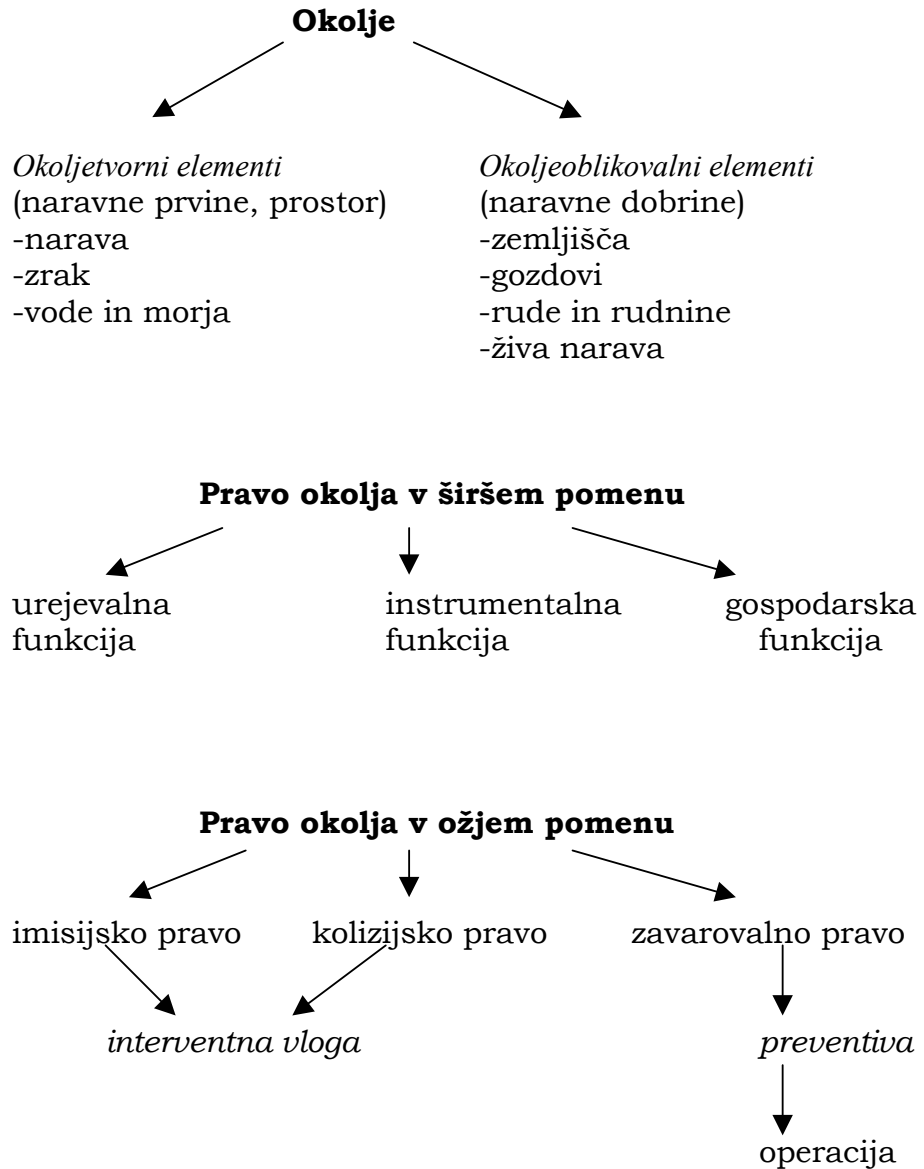 Okolje
Okoljetvorni elementi
(naravne prvine, prostor)
-narava
-zrak
-vode in morja
Okoljeoblikovalni elementi
(naravne dobrine)
-zemljišča
-gozdovi
-rude in rudnine
-živa narava
Pravo okolja v širšem pomenu
urejevalna
funkcija
instrumentalna
funkcija
gospodarska
funkcija
Pravo okolja v ožjem pomenu
imisijsko pravo
kolizijsko pravo
zavarovalno pravo
interventna vloga
preventiva
operacija